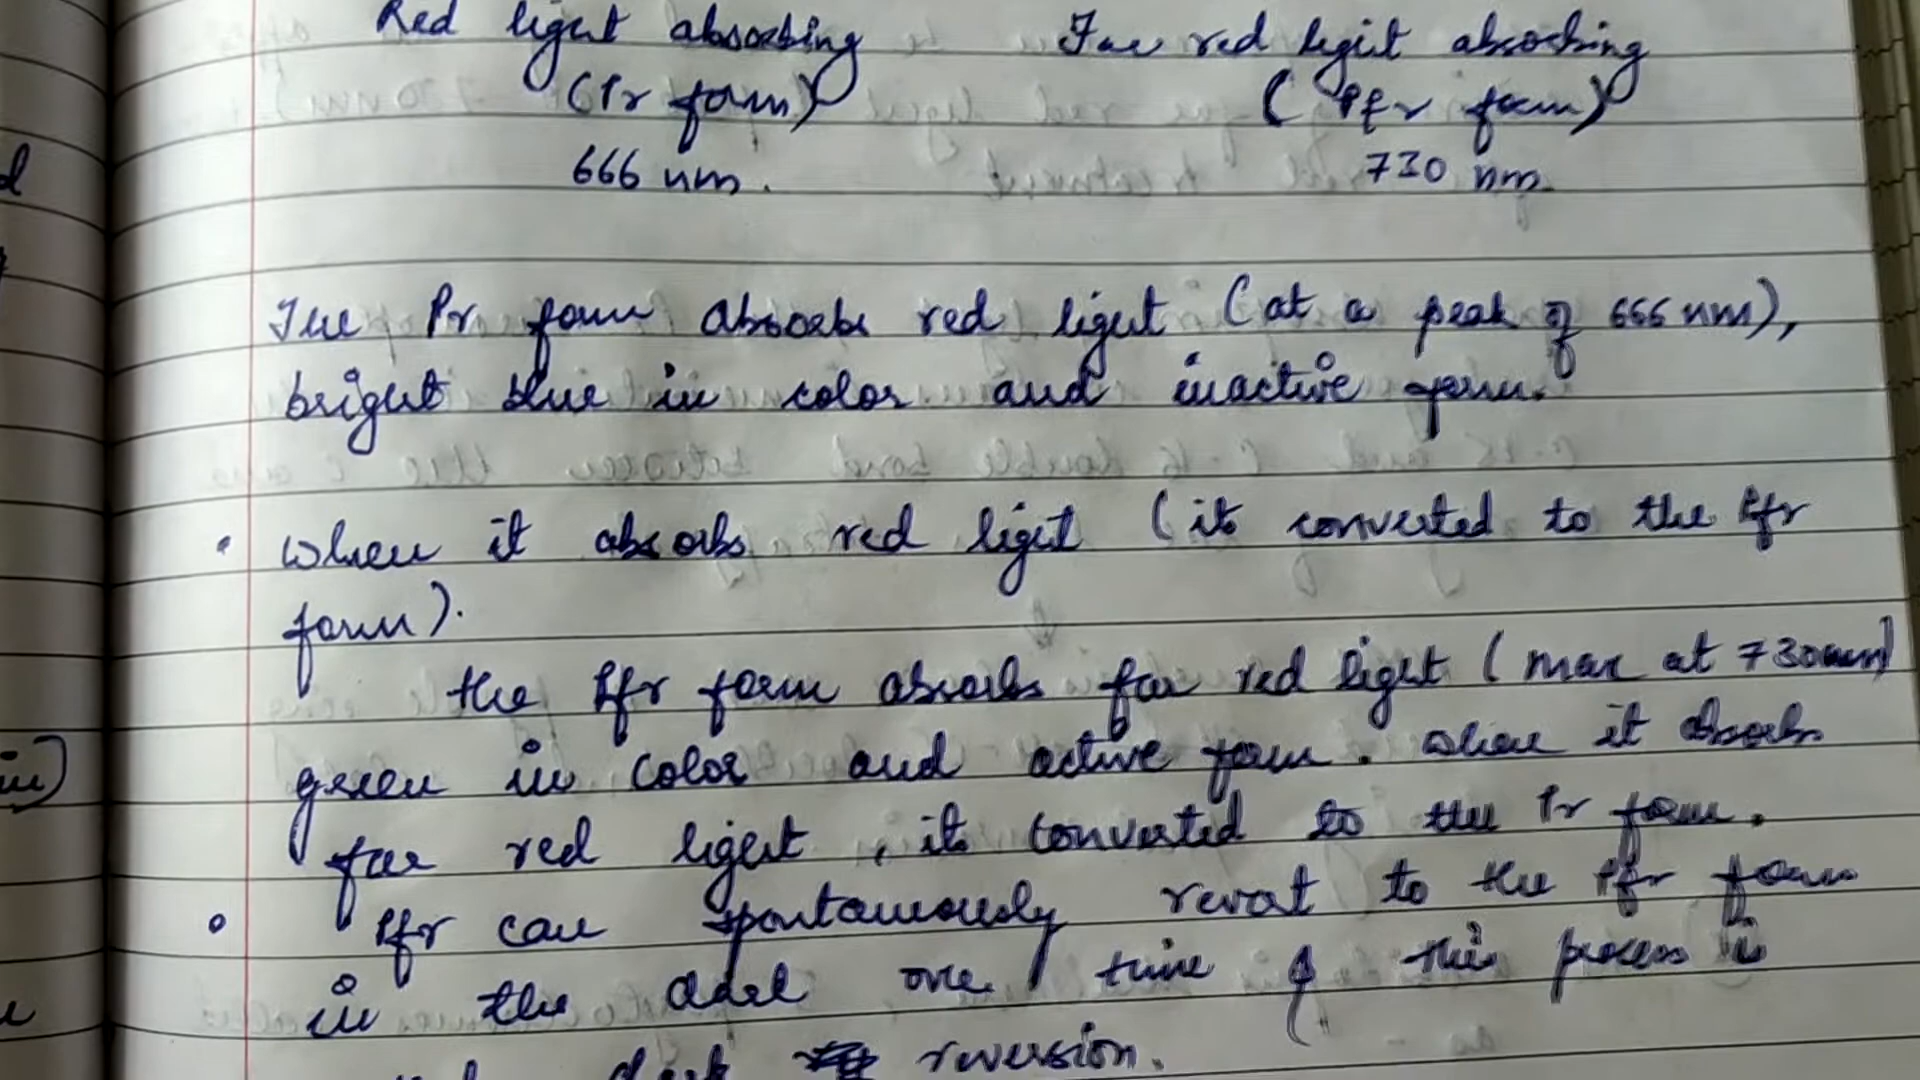 Red light absorbing Far red light absorbing
(Pr form) (Pfr form)
666 nm. 730 nm.
The Pr form absorbs red light (at a peak of 666 nm),
bright blue in color and inactive form.
• when it absorbs red light (its converted to the Pfr
form).
the Pfr form absorbs far red light (max at 730nm)
green in color and active form. when it absorbs
far red light, its converted to the Pr form.
Pfr can spontaneously revert to the Pfr form
in the dark over time & this process is
dark reversion.